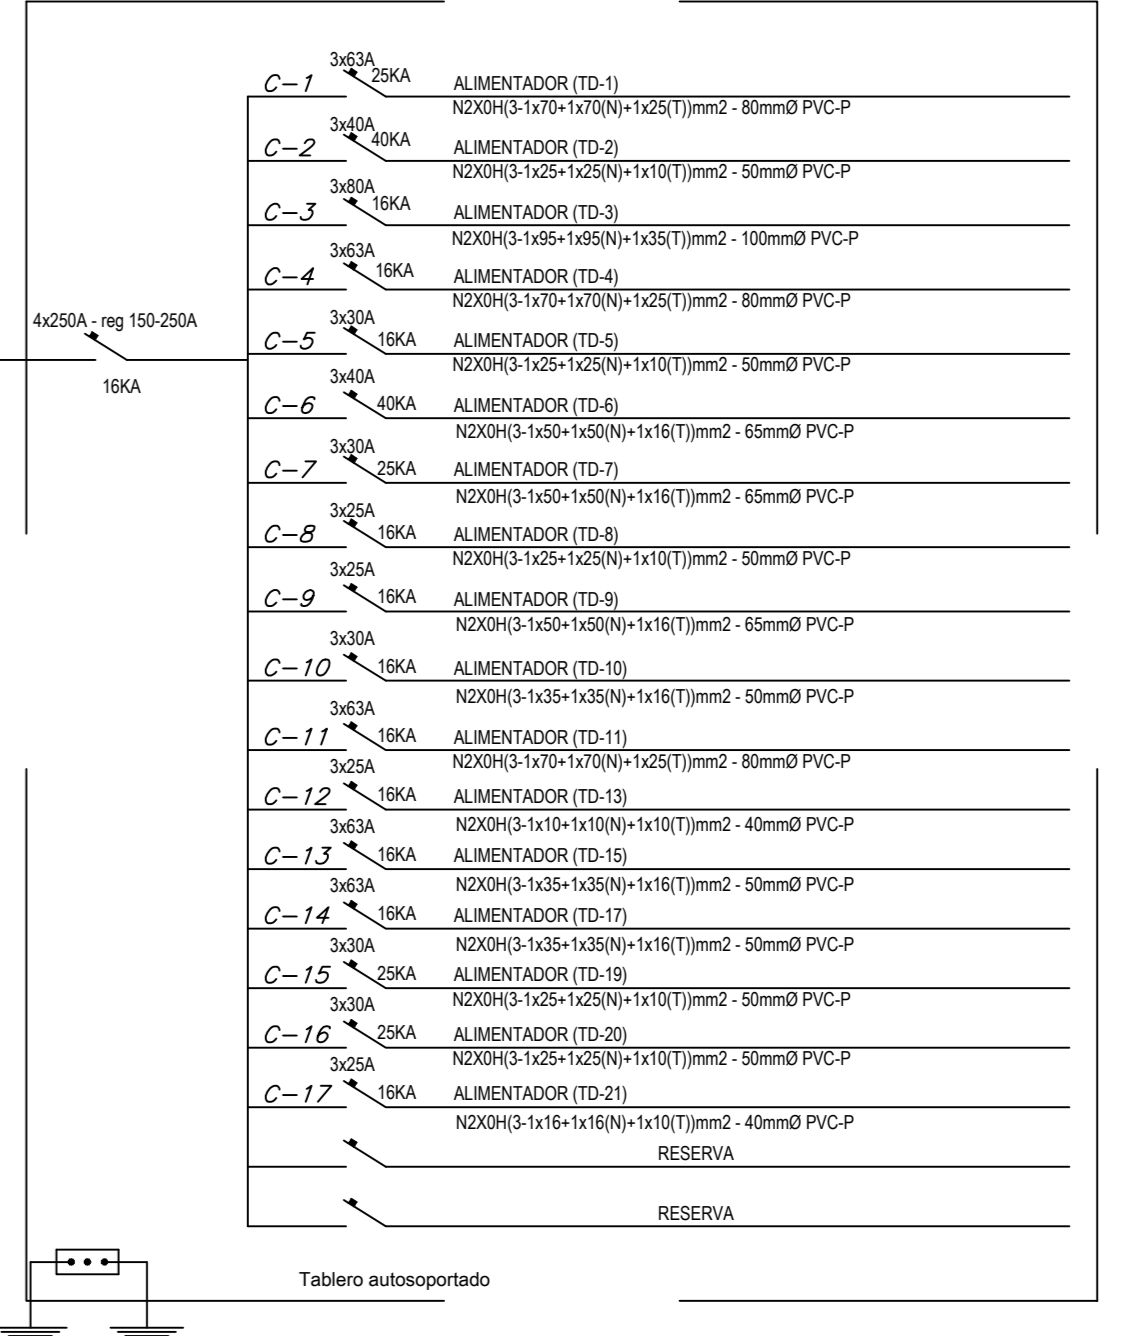 3x63A
C-1 25KA ALIMENTADOR (TD-1)
N2X0H(3-1x70+1x70(N)+1x25(T))mm2 - 80mmØ PVC-P
3x40A
C-2 40KA ALIMENTADOR (TD-2)
N2X0H(3-1x25+1x25(N)+1x10(T))mm2 - 50mmØ PVC-P
3x80A
C-3 16KA ALIMENTADOR (TD-3)
N2X0H(3-1x95+1x95(N)+1x35(T))mm2 - 100mmØ PVC-P
3x63A
C-4 16KA ALIMENTADOR (TD-4)
N2X0H(3-1x70+1x70(N)+1x25(T))mm2 - 80mmØ PVC-P
4x250A - reg 150-250A
16KA
3x30A
C-5 16KA ALIMENTADOR (TD-5)
N2X0H(3-1x25+1x25(N)+1x10(T))mm2 - 50mmØ PVC-P
3x40A
C-6 40KA ALIMENTADOR (TD-6)
N2X0H(3-1x50+1x50(N)+1x16(T))mm2 - 65mmØ PVC-P
3x30A
C-7 25KA ALIMENTADOR (TD-7)
N2X0H(3-1x50+1x50(N)+1x16(T))mm2 - 65mmØ PVC-P
3x25A
C-8 16KA ALIMENTADOR (TD-8)
N2X0H(3-1x25+1x25(N)+1x10(T))mm2 - 50mmØ PVC-P
3x25A
C-9 16KA ALIMENTADOR (TD-9)
N2X0H(3-1x50+1x50(N)+1x16(T))mm2 - 65mmØ PVC-P
3x30A
C-10 16KA ALIMENTADOR (TD-10)
N2X0H(3-1x35+1x35(N)+1x16(T))mm2 - 50mmØ PVC-P
3x63A
C-11 16KA ALIMENTADOR (TD-11)
N2X0H(3-1x70+1x70(N)+1x25(T))mm2 - 80mmØ PVC-P
3x25A
C-12 16KA ALIMENTADOR (TD-13)
N2X0H(3-1x10+1x10(N)+1x10(T))mm2 - 40mmØ PVC-P
3x63A
C-13 16KA ALIMENTADOR (TD-15)
N2X0H(3-1x35+1x35(N)+1x16(T))mm2 - 50mmØ PVC-P
3x63A
C-14 16KA ALIMENTADOR (TD-17)
N2X0H(3-1x35+1x35(N)+1x16(T))mm2 - 50mmØ PVC-P
3x30A
C-15 25KA ALIMENTADOR (TD-19)
N2X0H(3-1x25+1x25(N)+1x10(T))mm2 - 50mmØ PVC-P
3x30A
C-16 25KA ALIMENTADOR (TD-20)
N2X0H(3-1x25+1x25(N)+1x10(T))mm2 - 50mmØ PVC-P
3x25A
C-17 16KA ALIMENTADOR (TD-21)
N2X0H(3-1x16+1x16(N)+1x10(T))mm2 - 40mmØ PVC-P
RESERVA
RESERVA
Tablero autosoportado